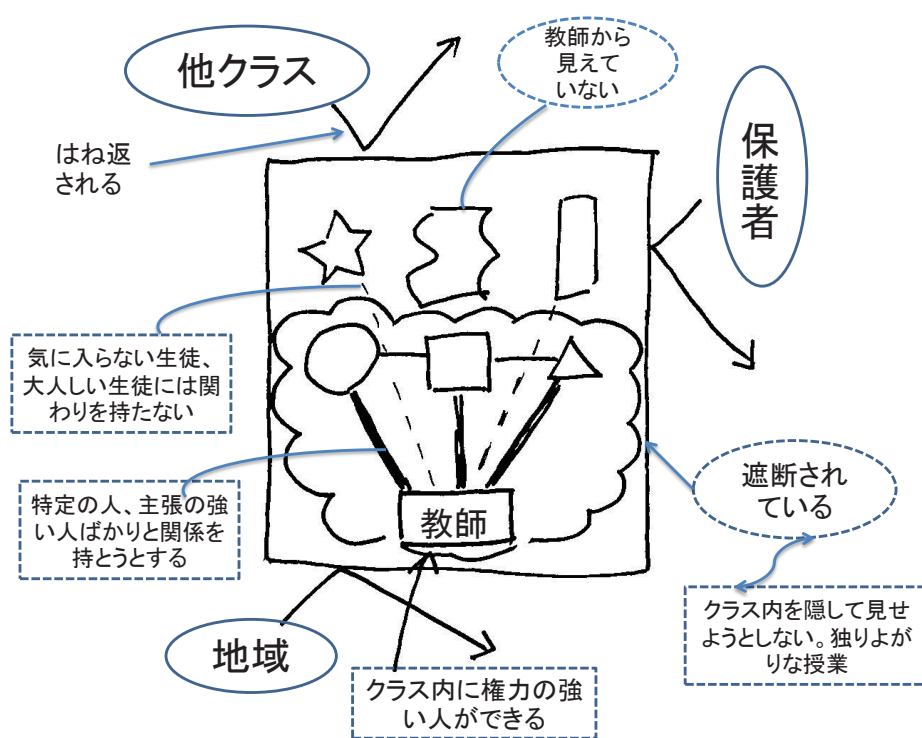 他クラス
教師から
見えて
いない
はね返
される
保護者
気に入らない生徒、
大人しい生徒には関
わりを持たない
特定の人、主張の強
い人ばかりと関係を
持とうとする
教師
遮断され
ている
クラス内を隠して見せ
ようとしない。独りよが
りな授業
地域
クラス内に権力の強
い人ができる